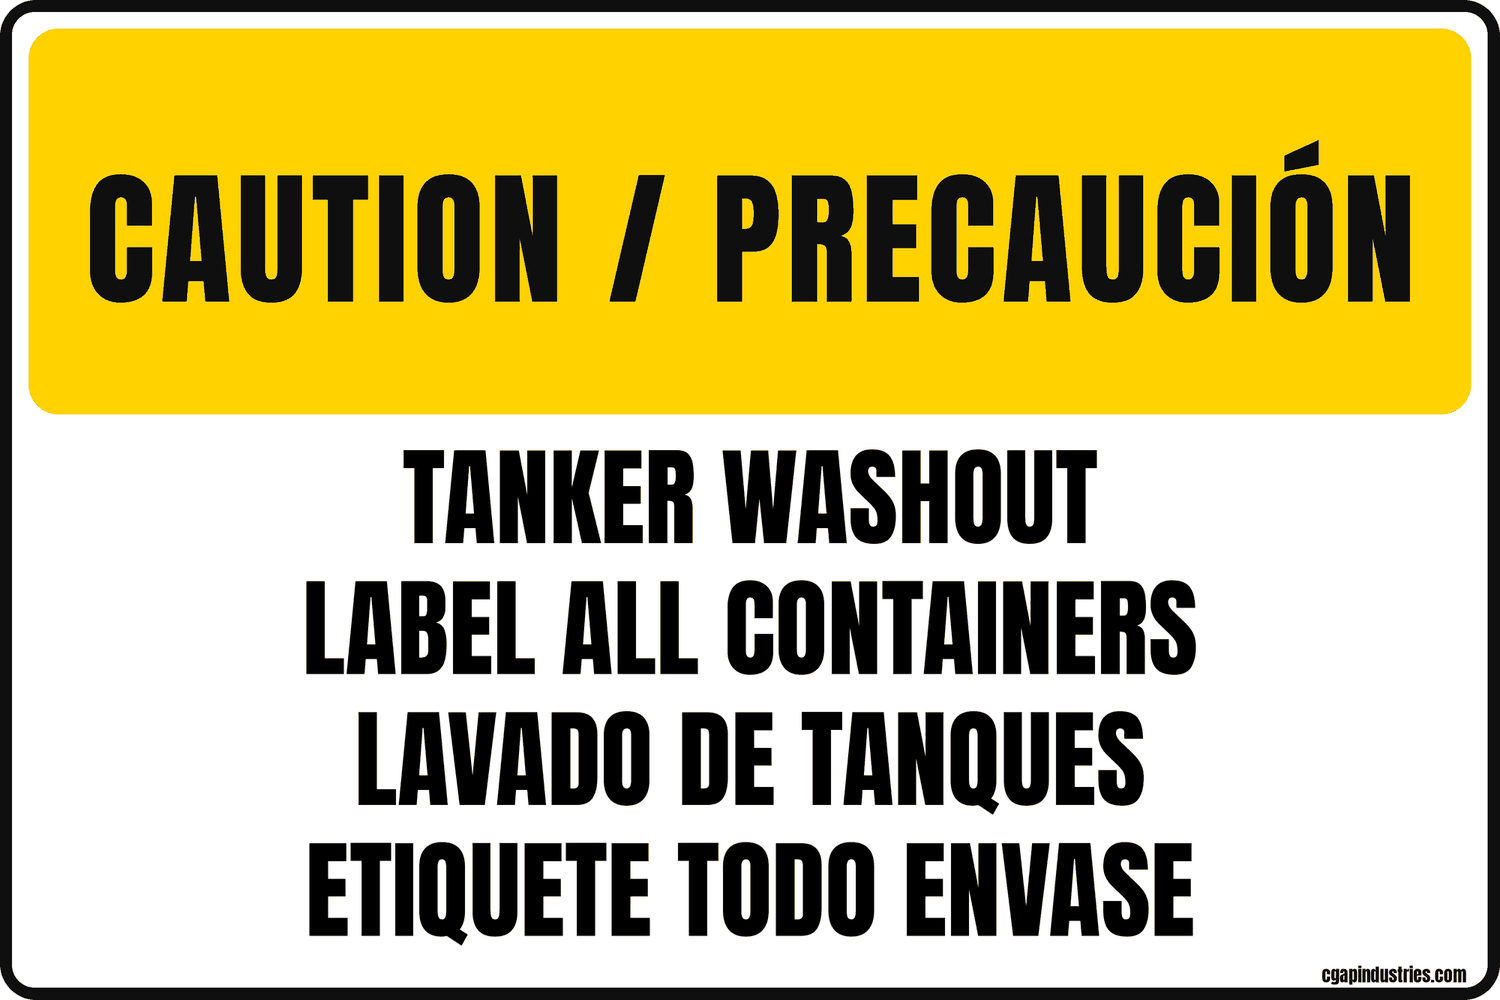 CAUTION / PRECAUCIÓN
TANKER WASHOUT
LABEL ALL CONTAINERS
LAVADO DE TANQUES
ETIQUETE TODO ENVASE
cgapindustries.com